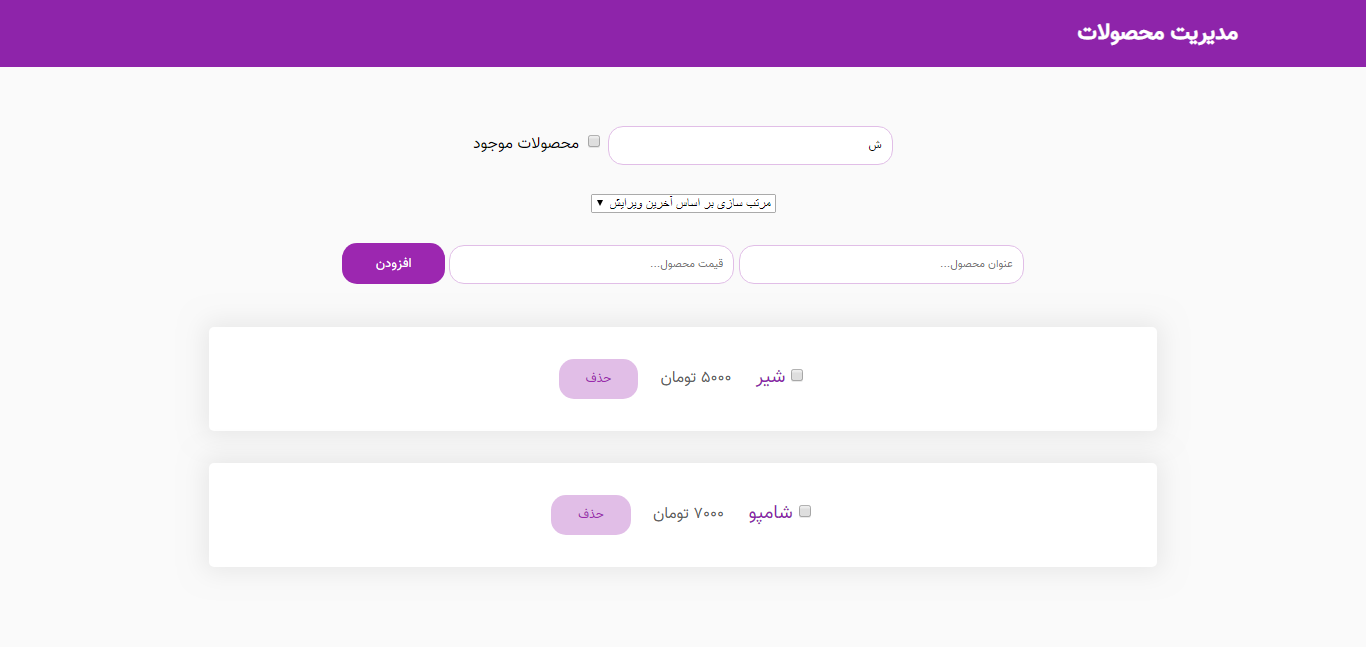 مدیریت محصولات
ش محصولات موجود
مرتب سازی بر اساس آخرین ویرایش
عنوان محصول... قیمت محصول... افزودن
شیر ۵۰۰۰ تومان حذف
شامپو ۷۰۰۰ تومان حذف